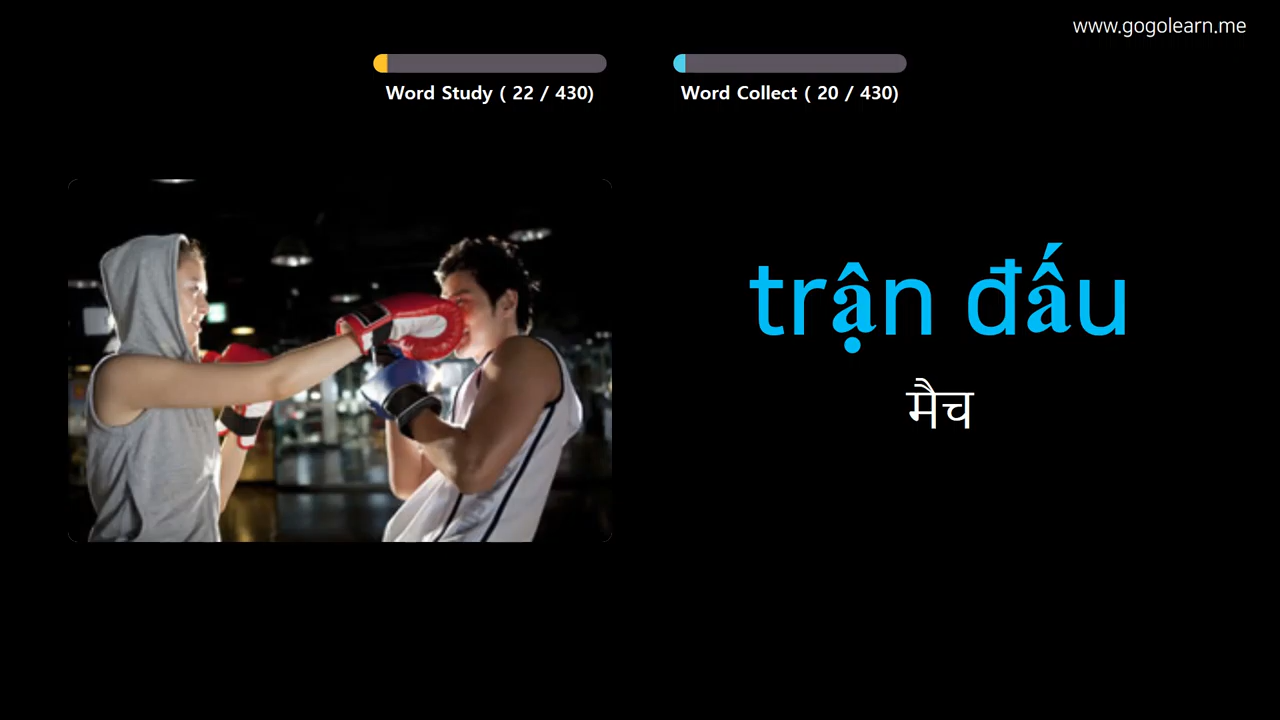 www.gogolearn.me
Word Study ( 22 / 430)
Word Collect ( 20 / 430)
trận đấu
मैच